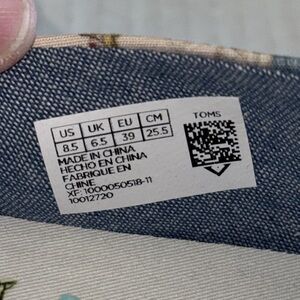 US UK EU CM
8.5 6.5 39 25.5
TOMS
MADE IN CHINA
HECHO EN CHINA
FABRIQUE EN
CHINE
XF: 1000050518-11
10012720